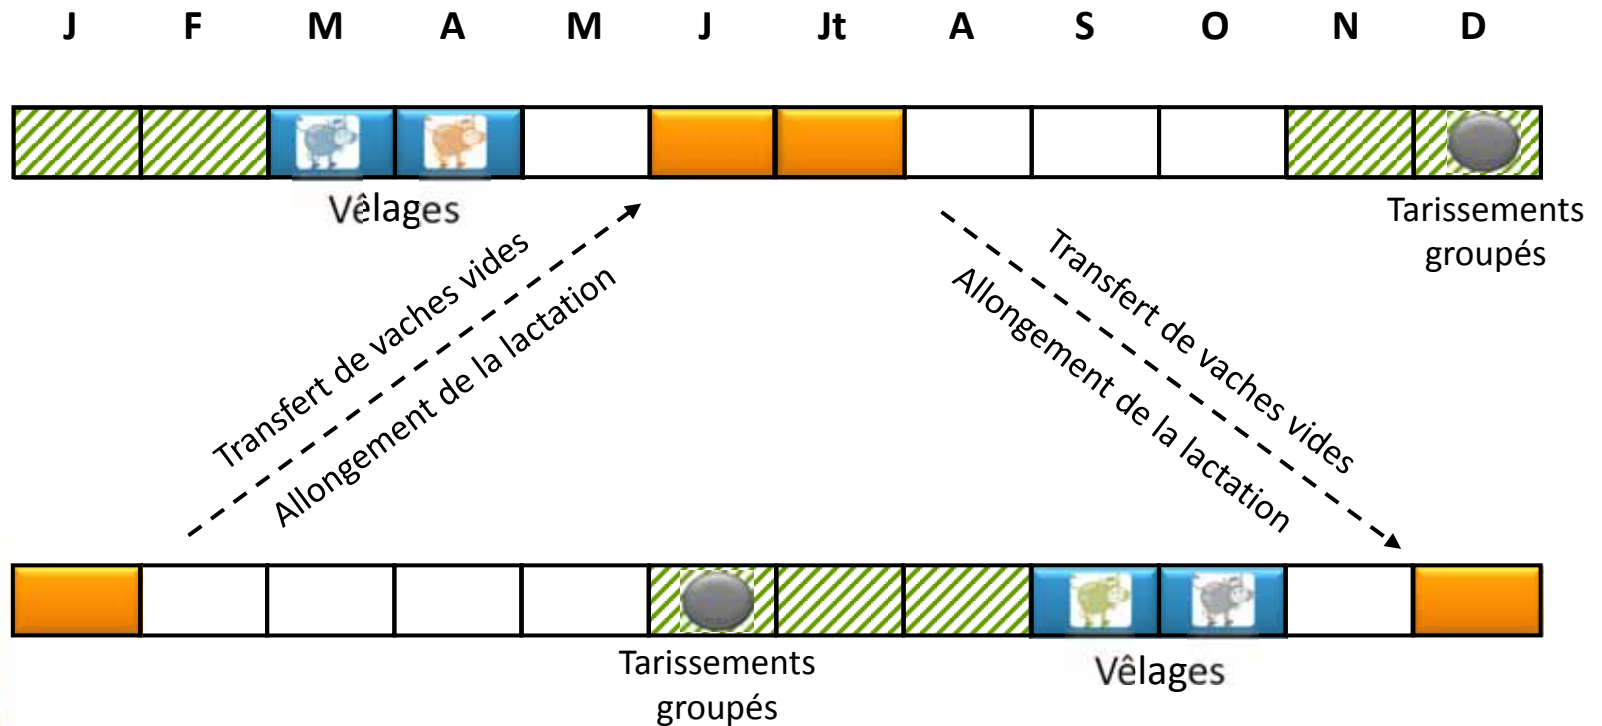 J F M A M J Jt A S O N D
Vêlages
Tarissements
groupés
Transfert de vaches vides
Allongement de la lactation
Transfert de vaches vides
Allongement de la lactation
Tarissements
groupés
Vêlages